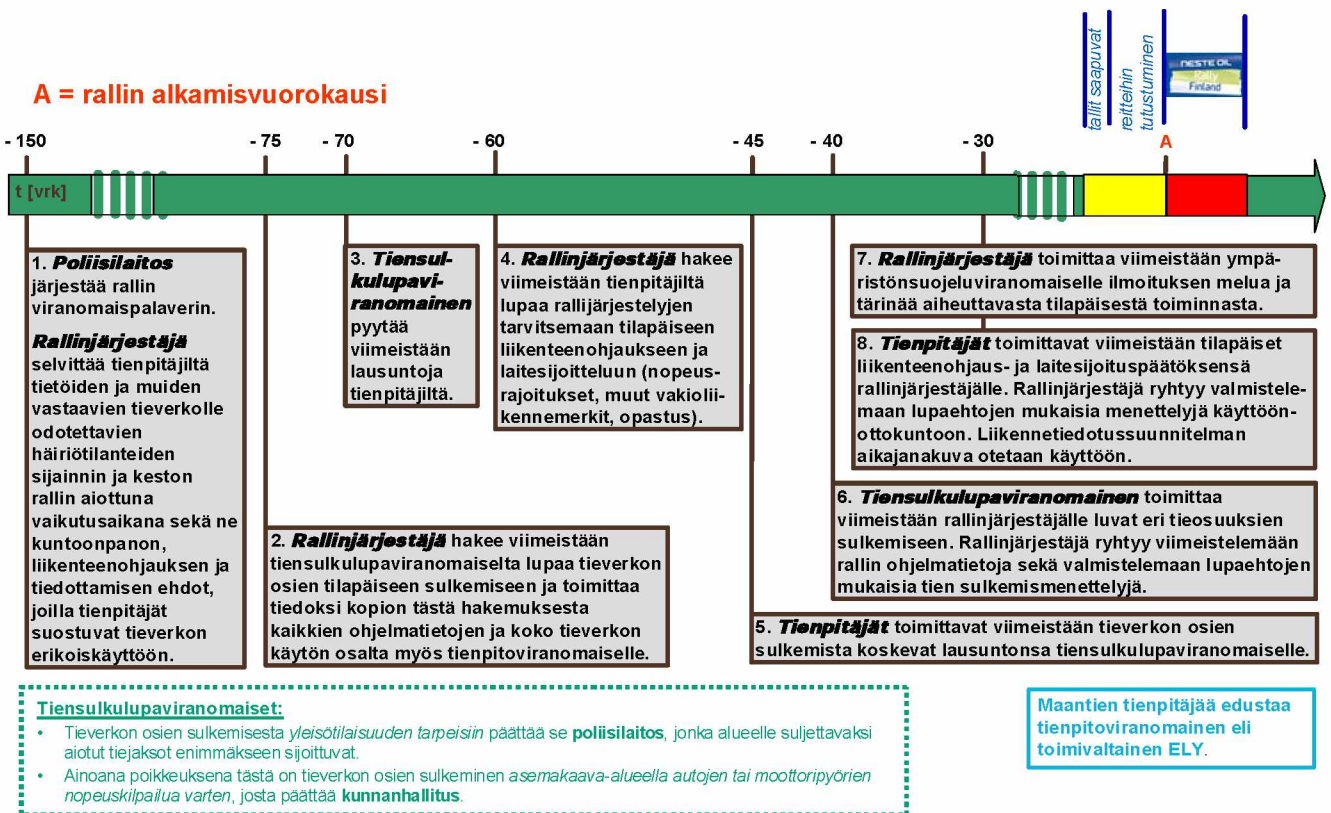 tallit saapuvat
reitteihin
tutustuminen
NESTE OIL
Rally
Finland
A = rallin alkamisvuorokausi
- 150
- 75
- 70
- 60
- 45
- 40
- 30
A
t [vrk]
1. Poliisilaitos
järjestää rallin
viranomaispalaverin.
Rallinjärjestäjä
selvittää tienpitäjiltä
tietöiden ja muiden
vastaavien tieverkolle
odotettavien
häiriötilanteiden
sijainnin ja keston
rallin aiottuna
vaikutusaikana sekä ne
kuntoonpanon,
liikenteenohjauksen ja
tiedottamisen ehdot,
joilla tienpitäjät
suostuvat tieverkon
erikoiskäyttöön.
2. Rallinjärjestäjä hakee viimeistään
tiensulkulupaviranomaiselta lupaa tieverkon
osien tilapäiseen sulkemiseen ja toimittaa
tiedoksi kopion tästä hakemuksesta
kaikkien ohjelmatietojen ja koko tieverkon
käytön osalta myös tienpitoviranomaiselle.
3. Tiensul-
kulupavi-
ranomainen
pyytää
viimeistään
lausuntoja
tienpitäjiltä.
4. Rallinjärjestäjä hakee
viimeistään tienpitäjiltä
lupaa rallijärjestelyjen
tarvitsemaan tilapäiseen
liikenteenohjaukseen ja
laitesijoitteluun (nopeus-
rajoitukset, muut vakiolii-
kennemerkit, opastus).
7. Rallinjärjestäjä toimittaa viimeistään ympä-
ristönsuojeluviranomaiselle ilmoituksen melua ja
tärinää aiheuttavasta tilapäisestä toiminnasta.
8. Tienpitäjät toimittavat viimeistään tilapäiset
liikenteenohjaus- ja laitesijoituspäätöksensä
rallinjärjestäjälle. Rallinjärjestäjä ryhtyy valmistele-
maan lupaehtojen mukaisia menettelyjä käyttöön-
ottokuntoon. Liikennetiedotussuunnitelman
aikajanakuva otetaan käyttöön.
6. Tiensulkulupaviranomainen toimittaa
viimeistään rallinjärjestäjälle luvat eri tieosuuksien
sulkemiseen. Rallinjärjestäjä ryhtyy viimeistelemään
rallin ohjelmatietoja sekä valmistelemaan lupaehtojen
mukaisia tien sulkemismenettelyjä.
5. Tienpitäjät toimittavat viimeistään tieverkon osien
sulkemista koskevat lausuntonsa tiensulkulupaviranomaiselle.
Tiensulkulupaviranomaiset:
• Tieverkon osien sulkemisesta yleisötilaisuuden tarpeisiin päättää se poliisilaitos, jonka alueelle suljettavaksi
aiotut tiejaksot enimmäkseen sijoittuvat.
• Ainoana poikkeuksena tästä on tieverkon osien sulkeminen asemakaava-alueella autojen tai moottoripyörien
nopeuskilpailua varten, josta päättää kunnanhallitus.
Maantien tienpitäjää edustaa
tienpitoviranomainen eli
toimivaltainen ELY.